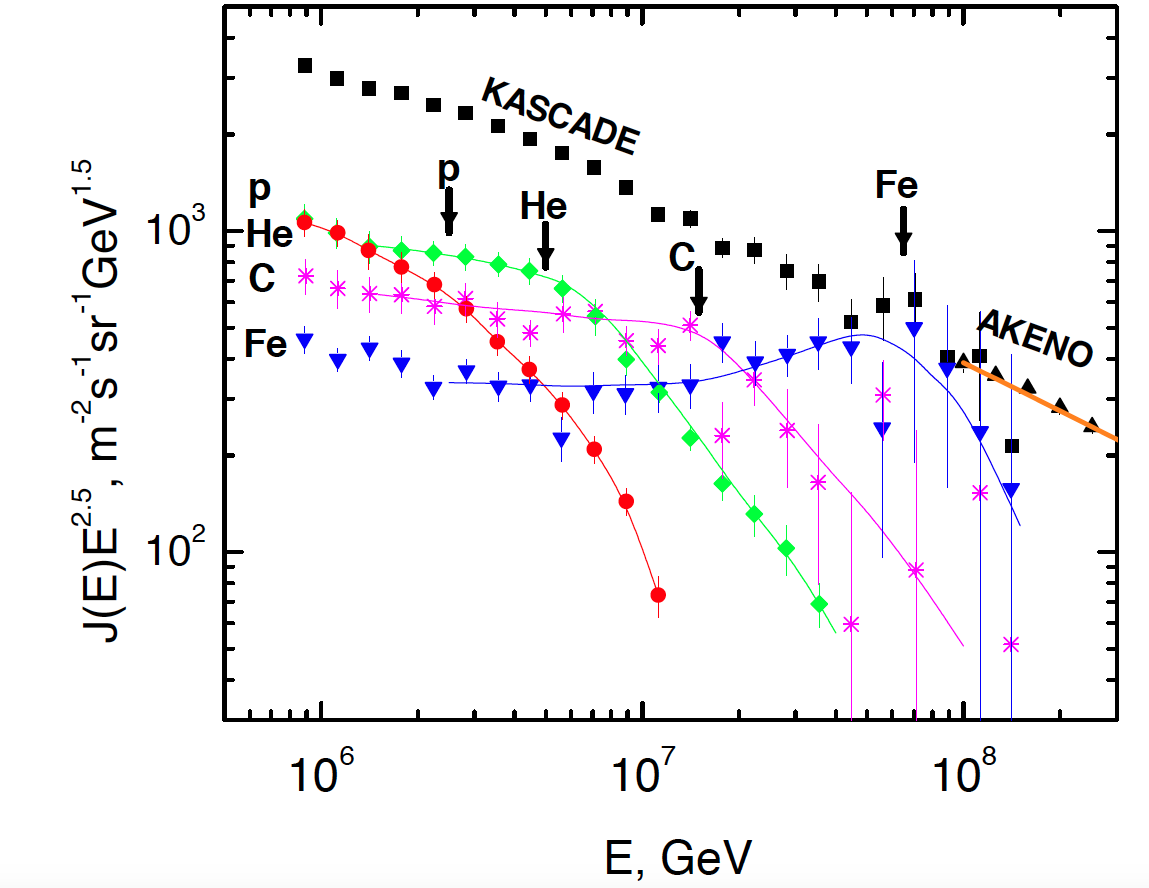 KASCADE
p
He
C
Fe
p
He
C
Fe
AKENO
10³
10²
J(E)E^2.5 , m^-2s^-1sr^-1GeV^1.5
10⁶ 10⁷ 10⁸
E, GeV